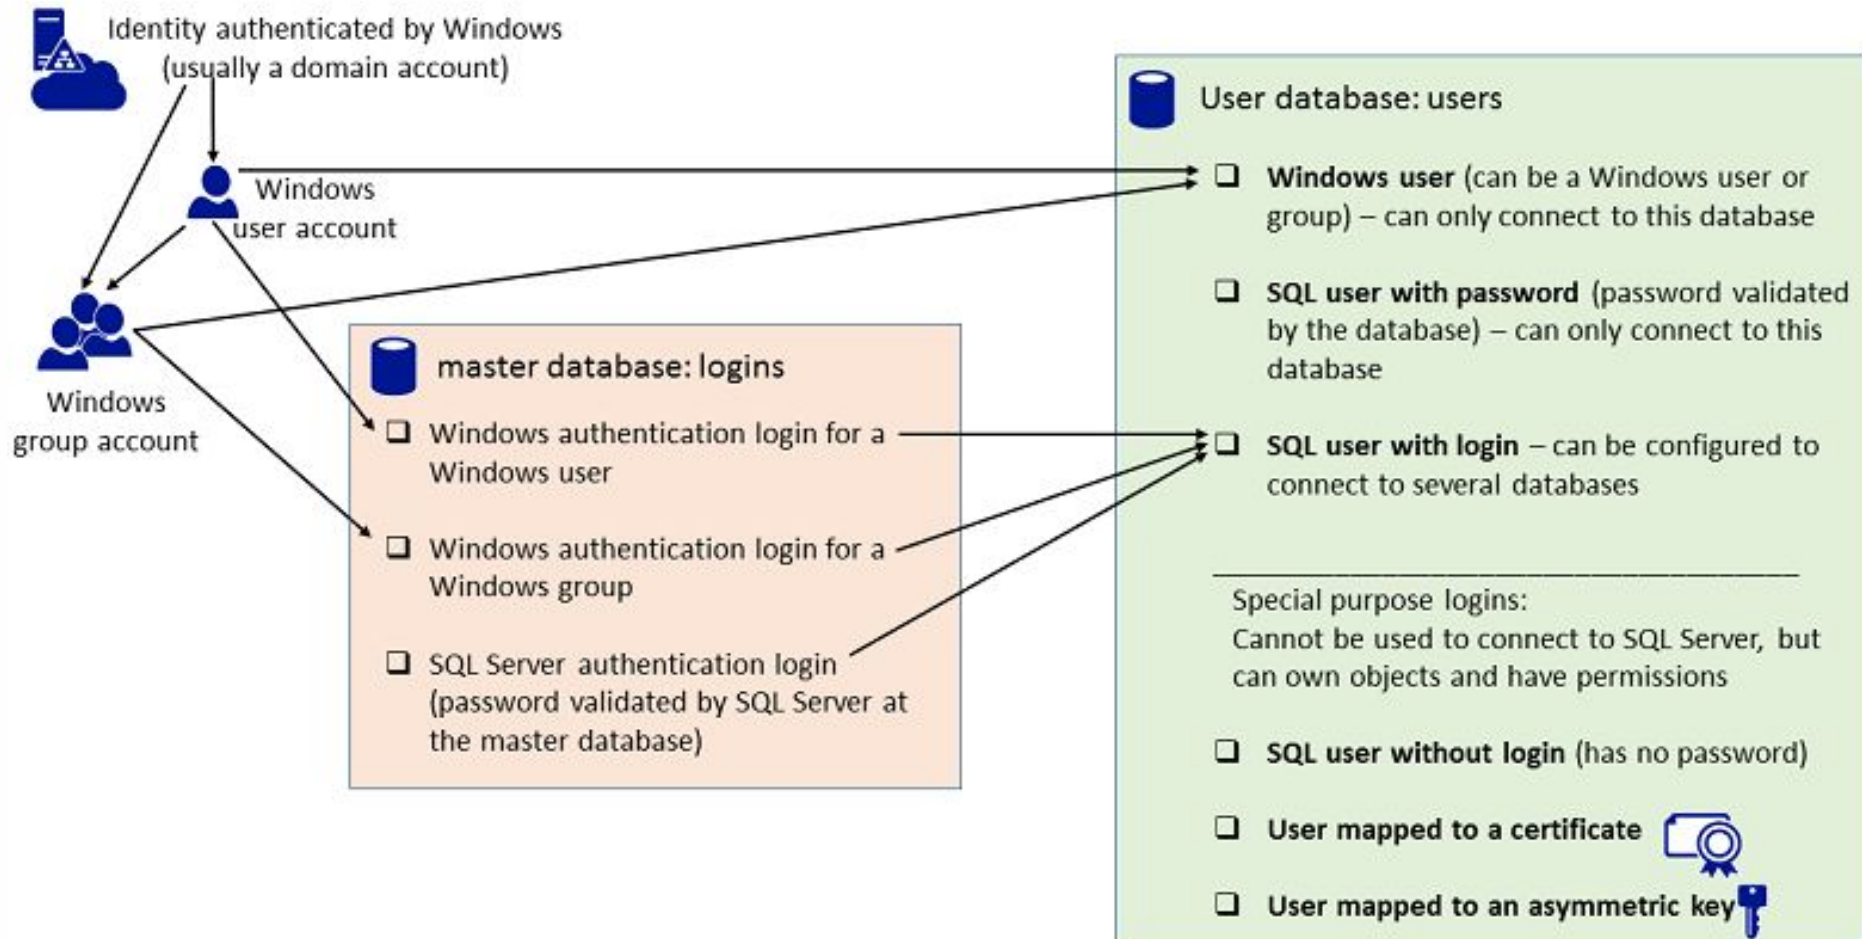 Identity authenticated by Windows
(usually a domain account)
Windows
user account
Windows
group account
master database: logins
❑ Windows authentication login for a
Windows user
❑ Windows authentication login for a
Windows group
❑ SQL Server authentication login
(password validated by SQL Server at
the master database)
User database: users
❑ Windows user (can be a Windows user or
group) – can only connect to this database
❑ SQL user with password (password validated
by the database) – can only connect to this
database
❑ SQL user with login – can be configured to
connect to several databases
Special purpose logins:
Cannot be used to connect to SQL Server, but
can own objects and have permissions
❑ SQL user without login (has no password)
❑ User mapped to a certificate
❑ User mapped to an asymmetric key